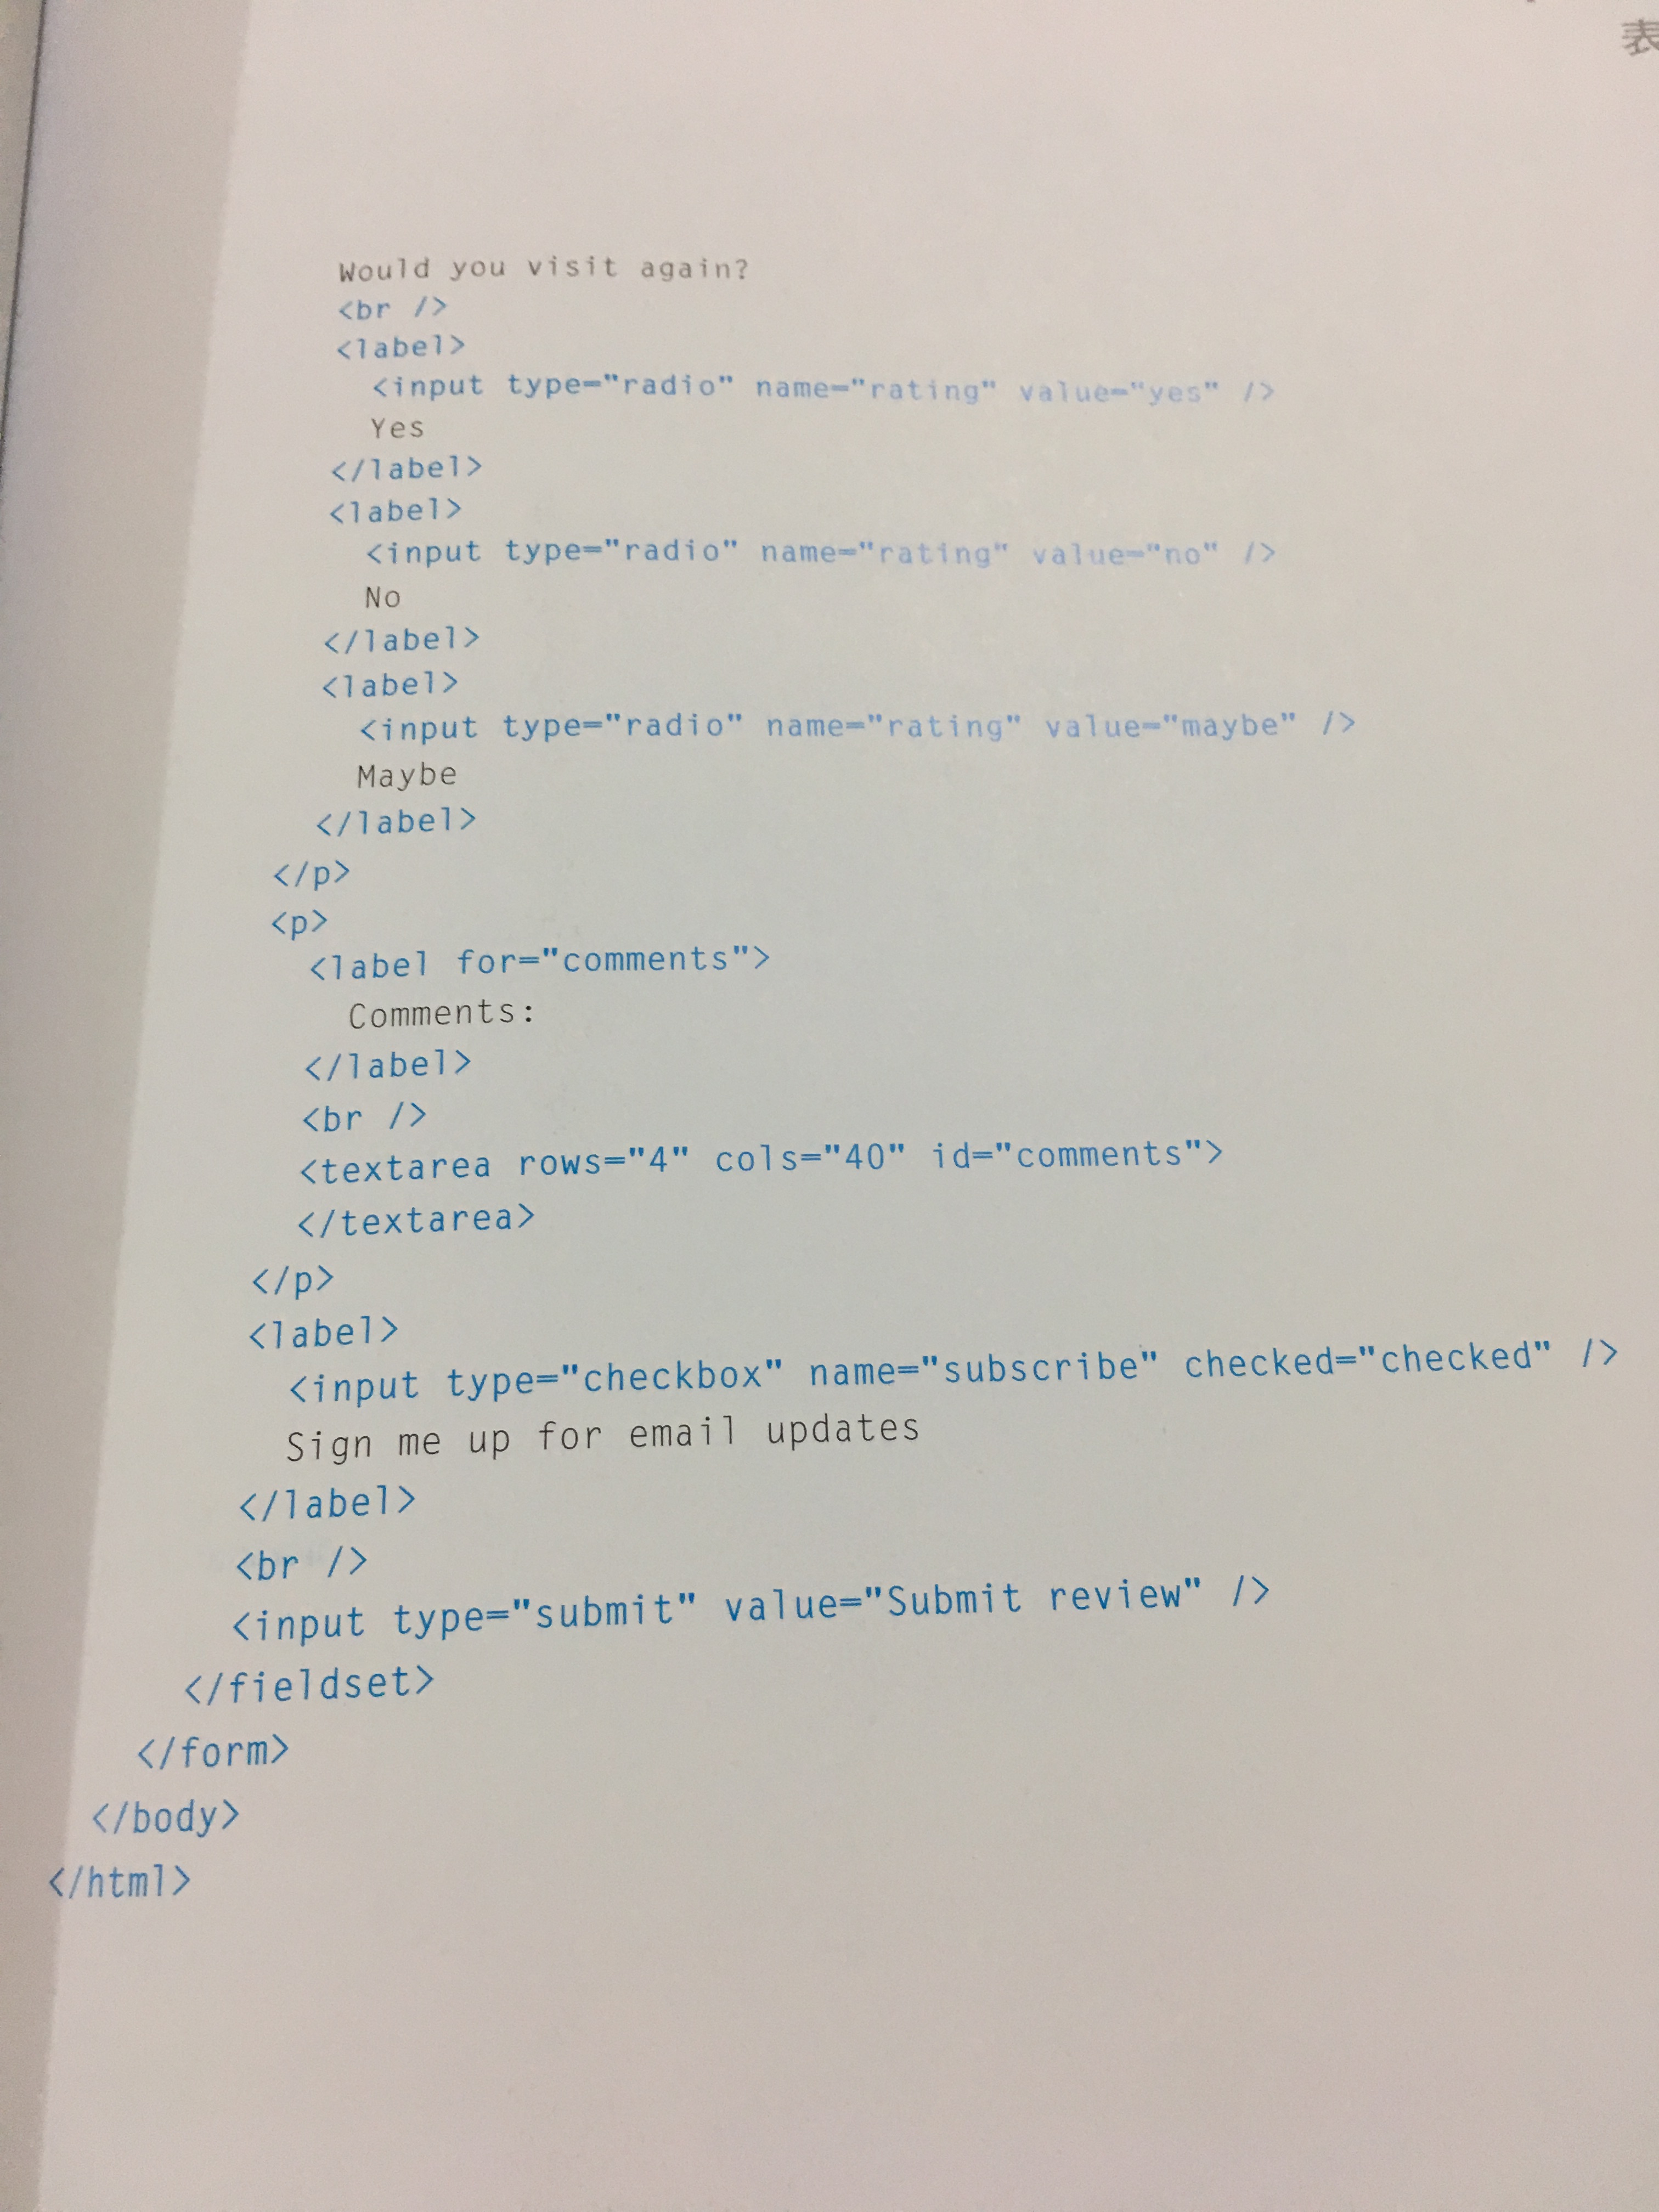 表
Would you visit again?
<br />
<label>
<input type="radio" name="rating" value="yes" />
Yes
</label>
<label>
<input type="radio" name="rating" value="no" />
No
</label>
<label>
<input type="radio" name="rating" value="maybe" />
Maybe
</label>
</p>
<p>
<label for="comments">
Comments:
</label>
<br />
<textarea rows="4" cols="40" id="comments">
</textarea>
</p>
<label>
<input type="checkbox" name="subscribe" checked="checked" />
Sign me up for email updates
</label>
<br />
<input type="submit" value="Submit review" />
</fieldset>
</form>
</body>
</html>